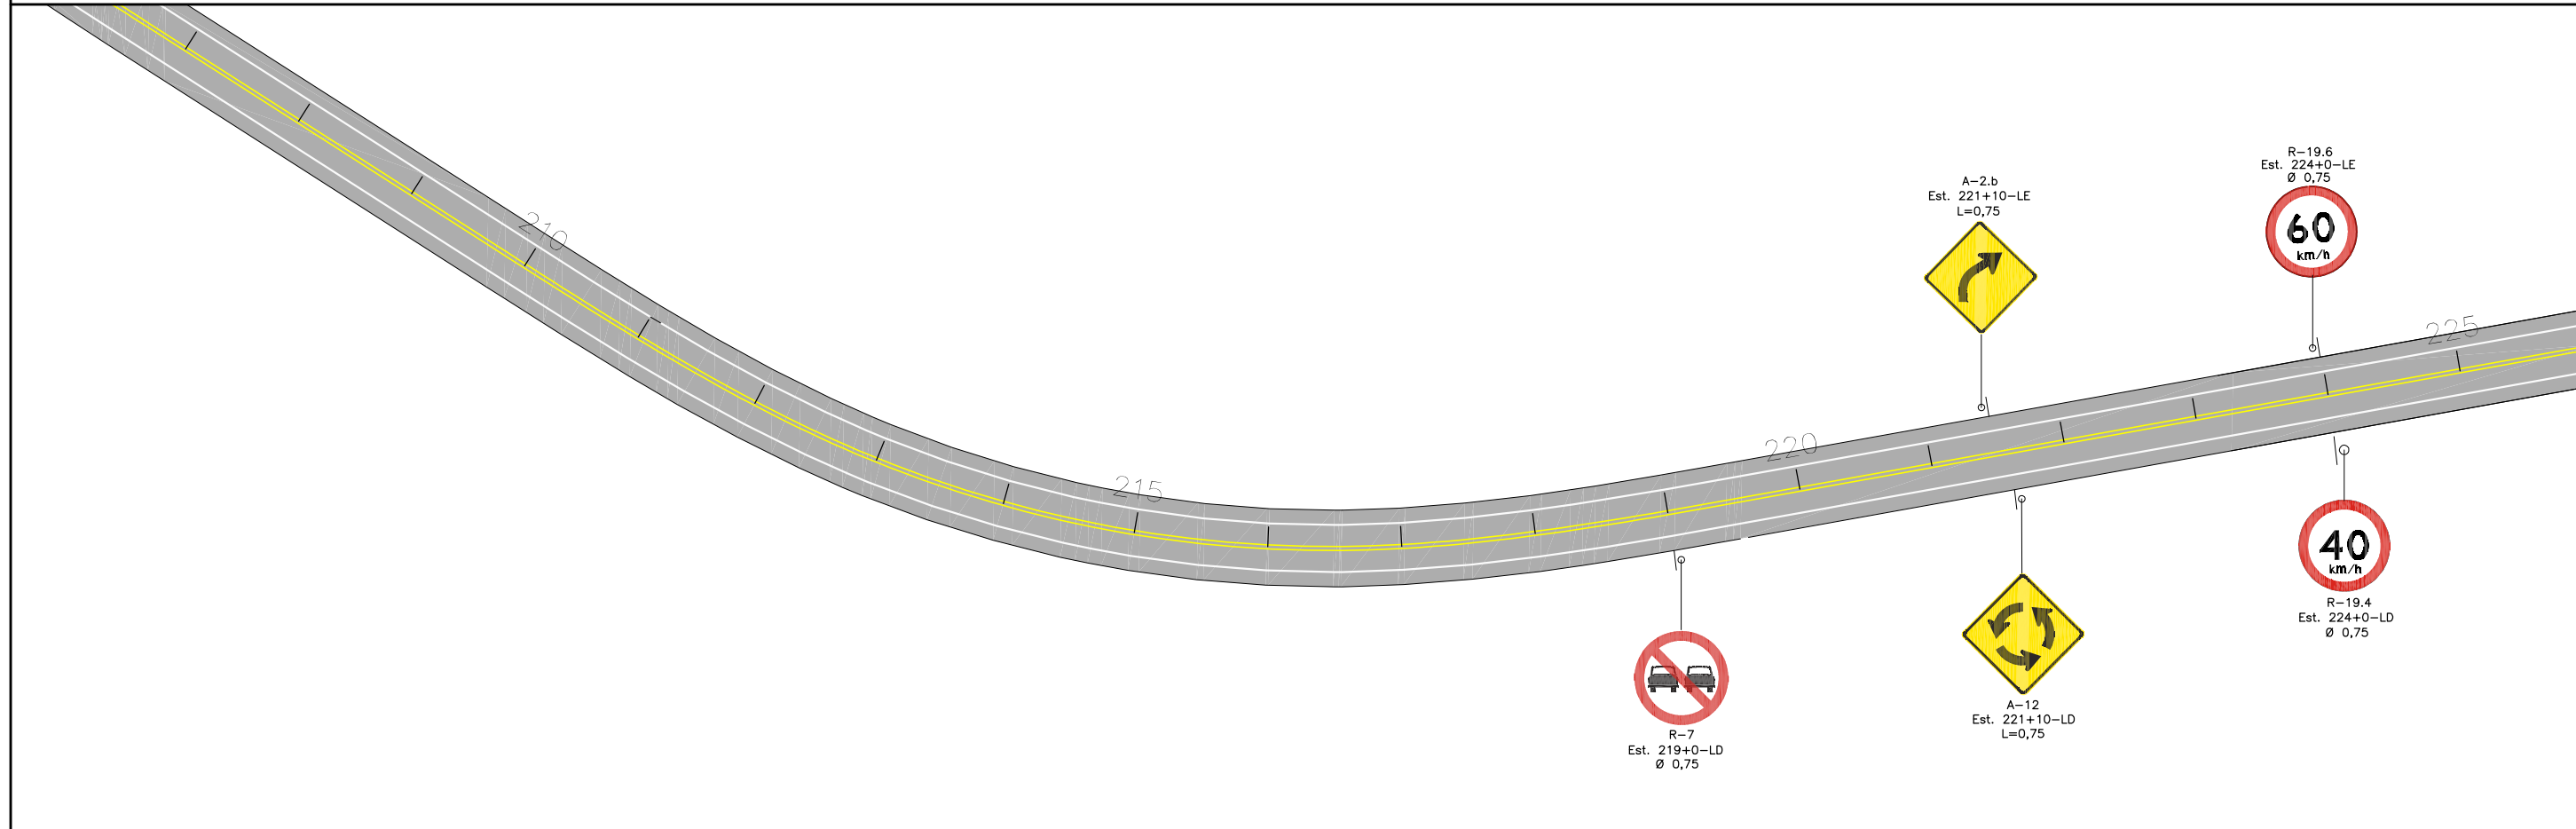 210
215
220
225
A-2.b
Est. 221+10-LE
L=0,75
R-19.6
Est. 224+0-LE
Ø 0,75
60
km/h
R-7
Est. 219+0-LD
Ø 0,75
A-12
Est. 221+10-LD
L=0,75
40
km/h
R-19.4
Est. 224+0-LD
Ø 0,75